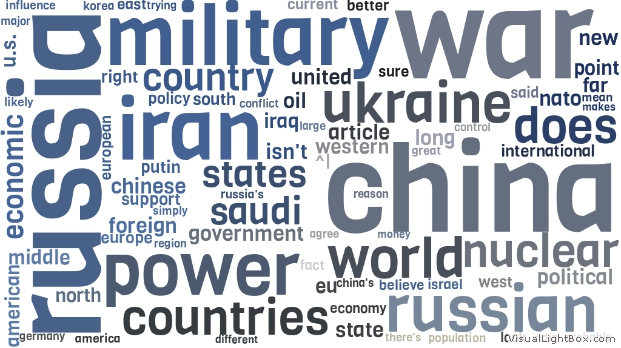 influence
korea
east
trying
current
better
major
u.s.
russia
military
war
new
right
country
united
sure
point
far
likely
policy
south
conflict
oil
ukraine
said
nato
mean
makes
economic
european
iran
iraq
large
article
long
control
does
isn't
western
great
international
^|
putin
chinese
support
simply
states
russia's
saudi
reason
china
foreign
europe
region
government
agree
money
american
middle
north
power
fact
world
nuclear
eu
china's
believe
israel
west
political
countries
economy
state
russian
germany
america
different
there's
population
VisualLightBox.com